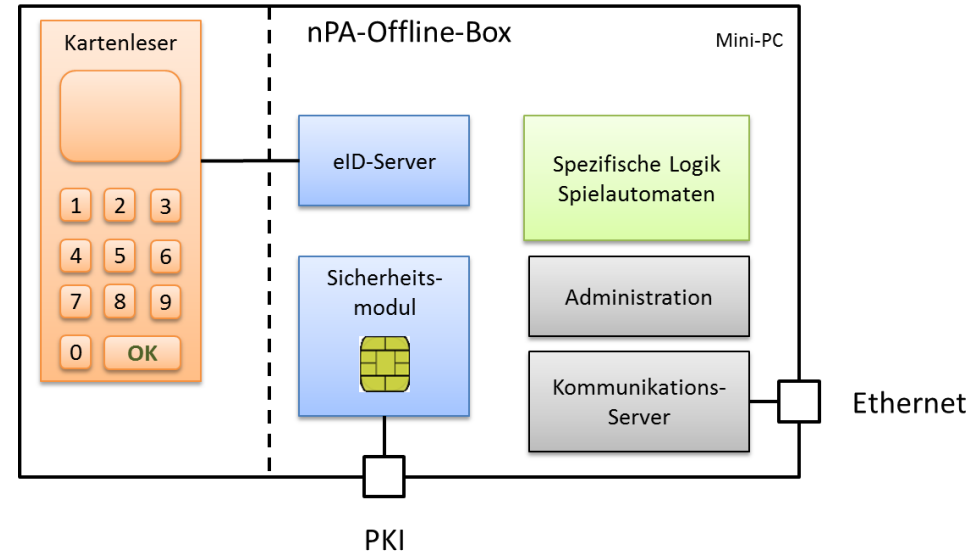 Kartenleser
1 2 3
4 5 6
7 8 9
0 OK
nPA-Offline-Box
Mini-PC
eID-Server
Spezifische Logik
Spielautomaten
Sicherheits-
modul
Administration
Kommunikations-
Server
Ethernet
PKI